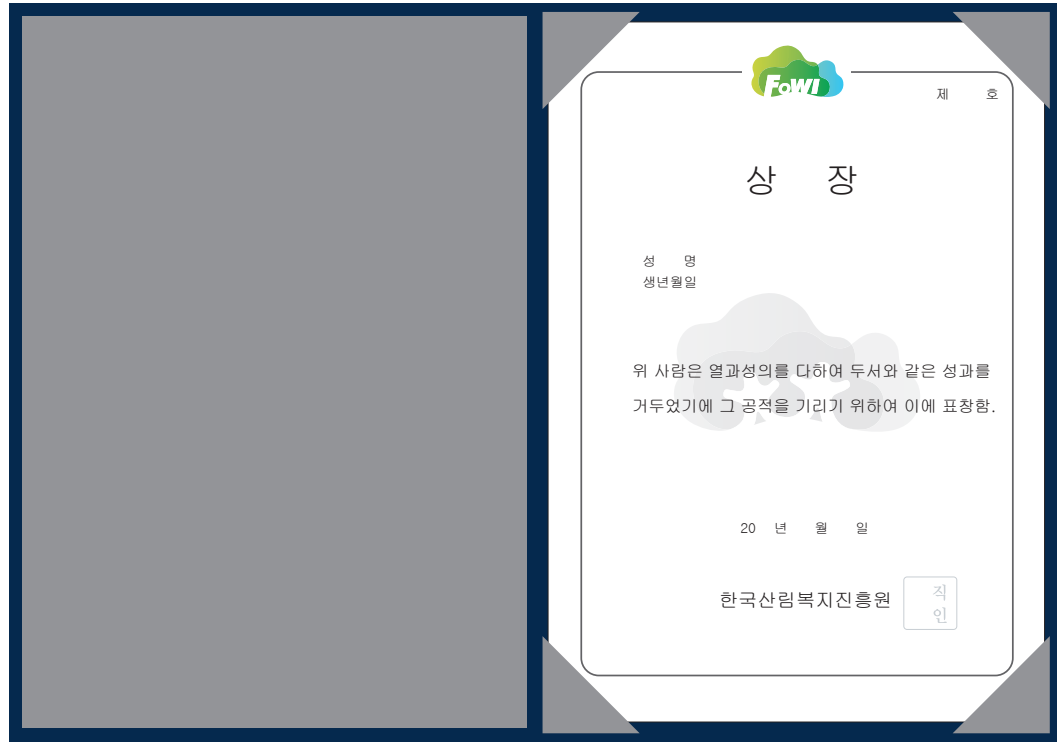 FOWI
제 호
상 장
성 명
생년월일
위 사람은 열과성의를 다하여 두서와 같은 성과를
거두었기에 그 공적을 기리기 위하여 이에 표창함.
20 년 월 일
한국산림복지진흥원
직
인